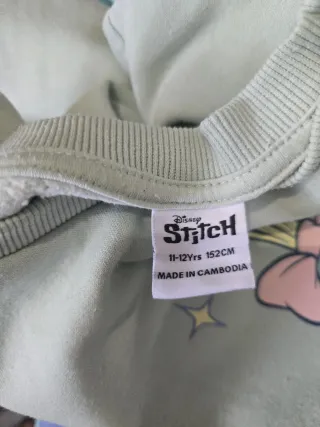 Disney
STITCH
11-12Yrs 152CM
MADE IN CAMBODIA